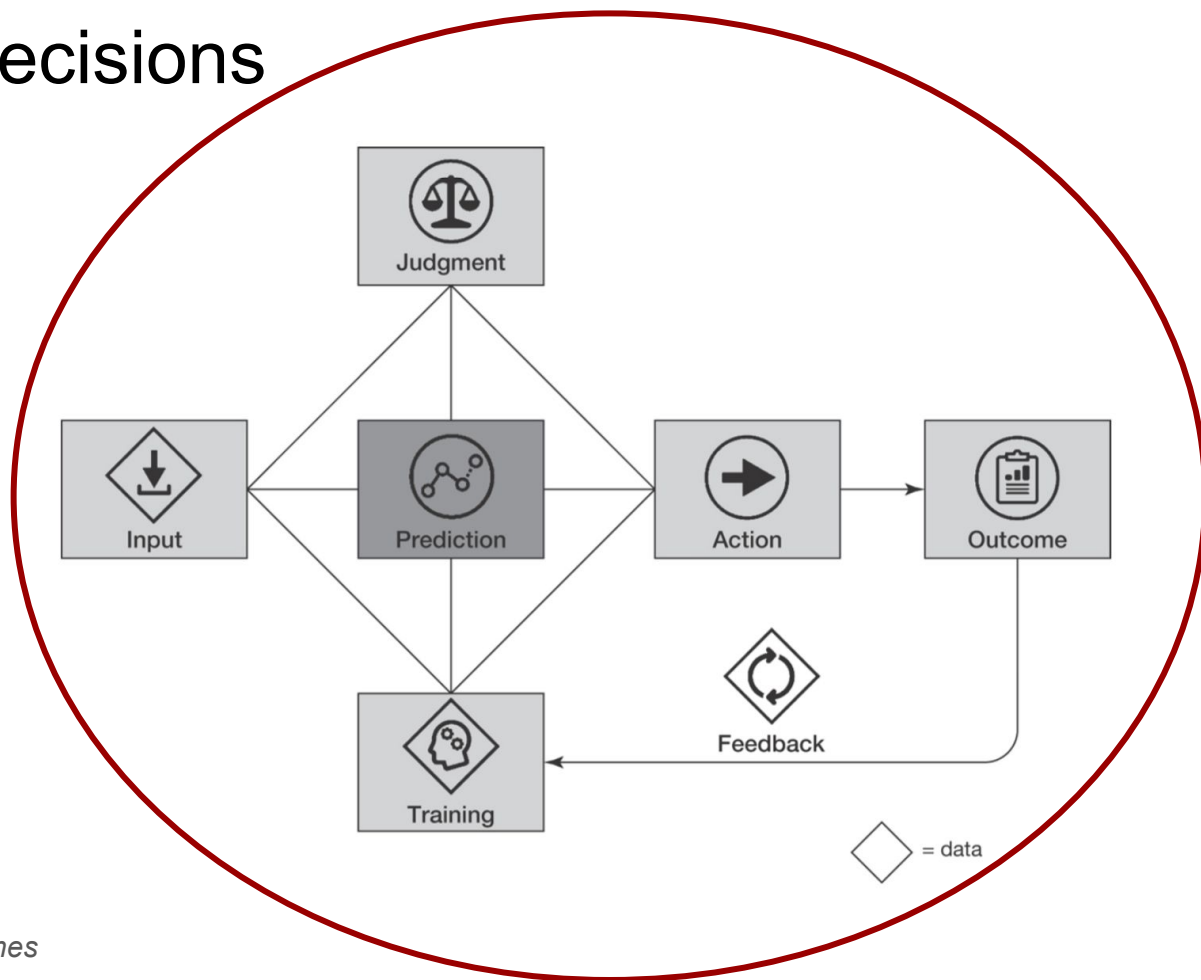 ecisions
Judgment
Input
Prediction
Action
Outcome
Feedback
Training
= data
nes